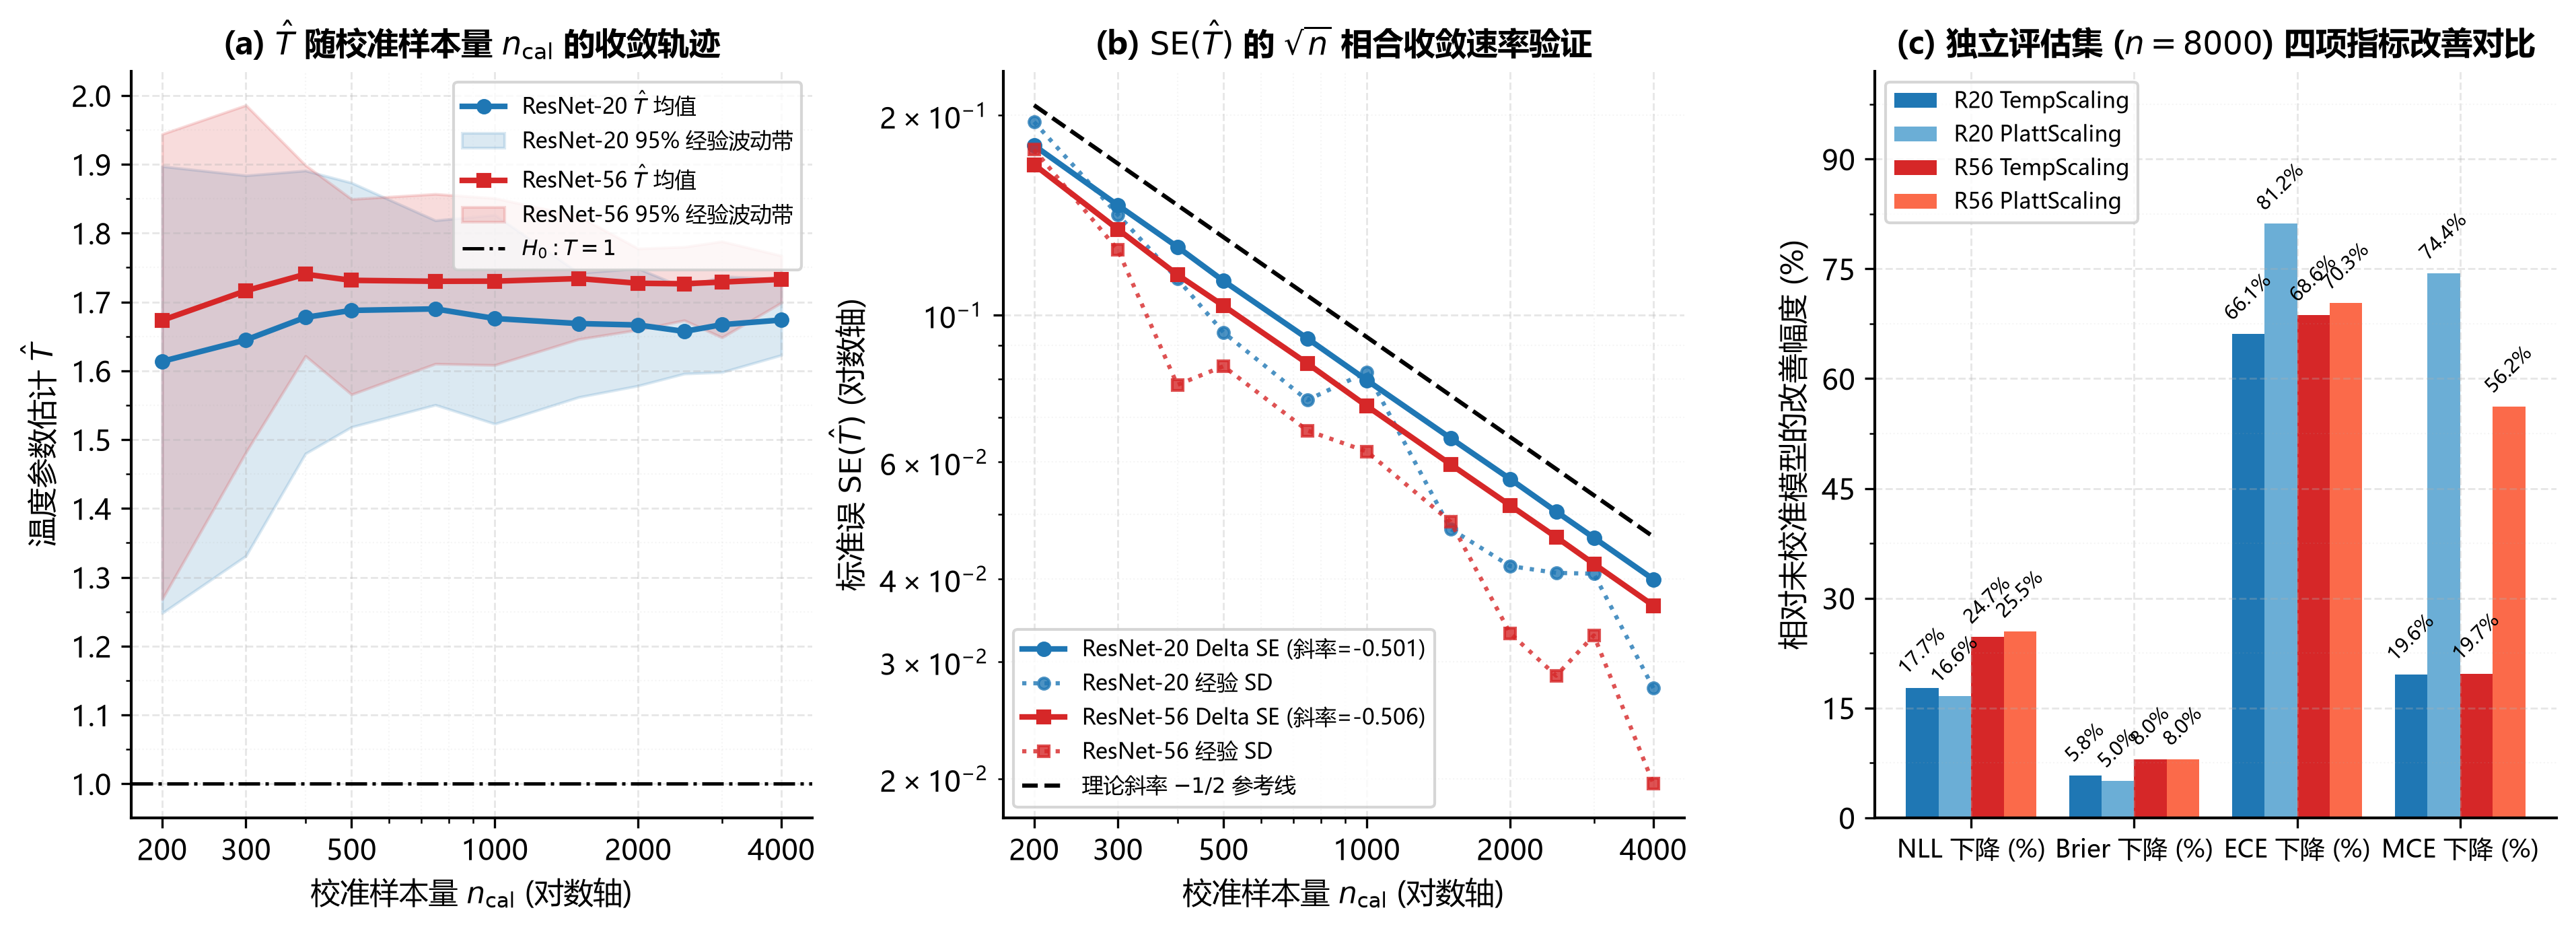 (a) T̂ 随校准样本量 n_cal 的收敛轨迹
温度参数估计 T̂
2.0
1.9
1.8
1.7
1.6
1.5
1.4
1.3
1.2
1.1
1.0
ResNet-20 T̂ 均值
ResNet-20 95% 经验波动带
ResNet-56 T̂ 均值
ResNet-56 95% 经验波动带
H₀ : T = 1
200 300 500 1000 2000 4000
校准样本量 n_cal (对数轴)
(b) SE(T̂) 的 √n 相合收敛速率验证
标准误 SE(T̂) (对数轴)
2 × 10⁻¹
10⁻¹
6 × 10⁻²
4 × 10⁻²
3 × 10⁻²
2 × 10⁻²
ResNet-20 Delta SE (斜率=-0.501)
ResNet-20 经验 SD
ResNet-56 Delta SE (斜率=-0.506)
ResNet-56 经验 SD
理论斜率 −1/2 参考线
200 300 500 1000 2000 4000
校准样本量 n_cal (对数轴)
(c) 独立评估集 (n = 8000) 四项指标改善对比
相对未校准模型的改善幅度 (%)
90
75
60
45
30
15
0
R20 TempScaling
R20 PlattScaling
R56 TempScaling
R56 PlattScaling
17.7%
16.6%
24.7%
25.5%
5.8%
5.0%
8.0%
8.0%
66.1%
81.2%
68.6%
70.3%
19.6%
74.4%
19.7%
56.2%
NLL 下降 (%) Brier 下降 (%) ECE 下降 (%) MCE 下降 (%)